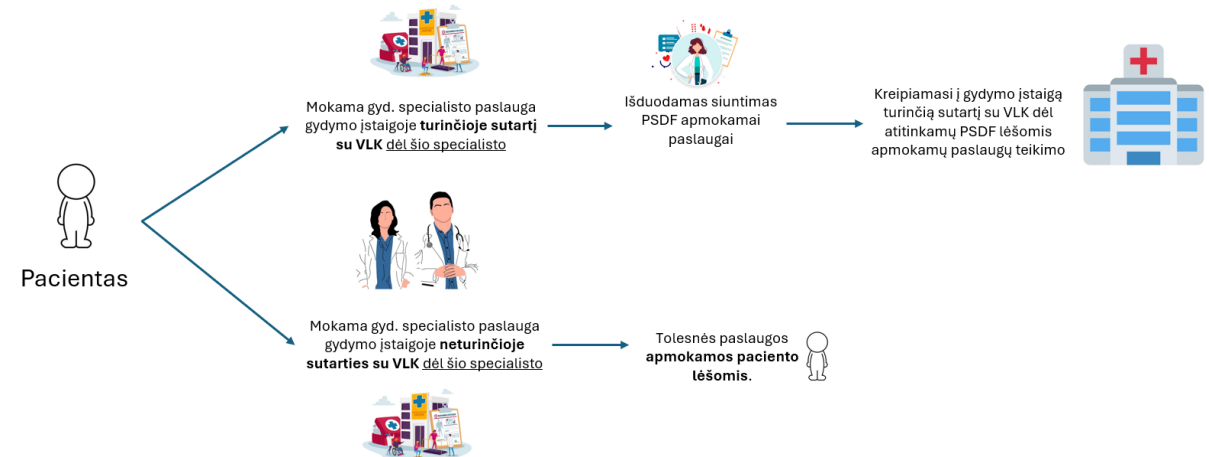 Pacientas
Mokama gyd. specialisto paslauga
gydymo įstaigoje turinčioje sutartį
su VLK dėl šio specialisto
Išduodamas siuntimas
PSDF apmokamai
paslaugai
Kreipiamasi į gydymo įstaigą
turinčią sutartį su VLK dėl
atitinkamų PSDF lėšomis
apmokamų paslaugų teikimo
Mokama gyd. specialisto paslauga
gydymo įstaigoje neturinčioje
sutarties su VLK dėl šio specialisto
Tolesnės paslaugos
apmokamos paciento
lėšomis.